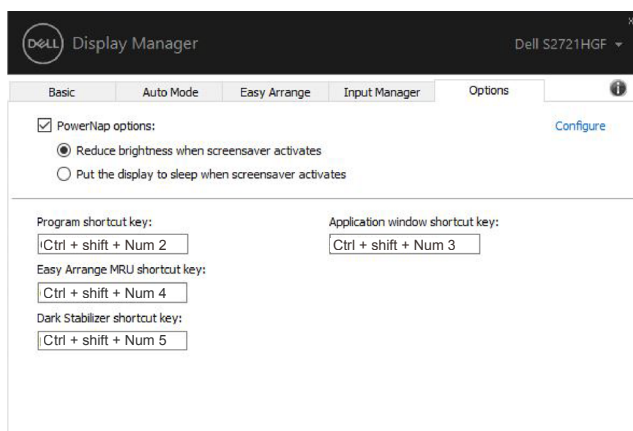 DELL Display Manager Dell S2721HGF
Basic Auto Mode Easy Arrange Input Manager Options
PowerNap options: Configure
Reduce brightness when screensaver activates
Put the display to sleep when screensaver activates
Program shortcut key: Application window shortcut key:
Ctrl + shift + Num 2 Ctrl + shift + Num 3
Easy Arrange MRU shortcut key:
Ctrl + shift + Num 4
Dark Stabilizer shortcut key:
Ctrl + shift + Num 5